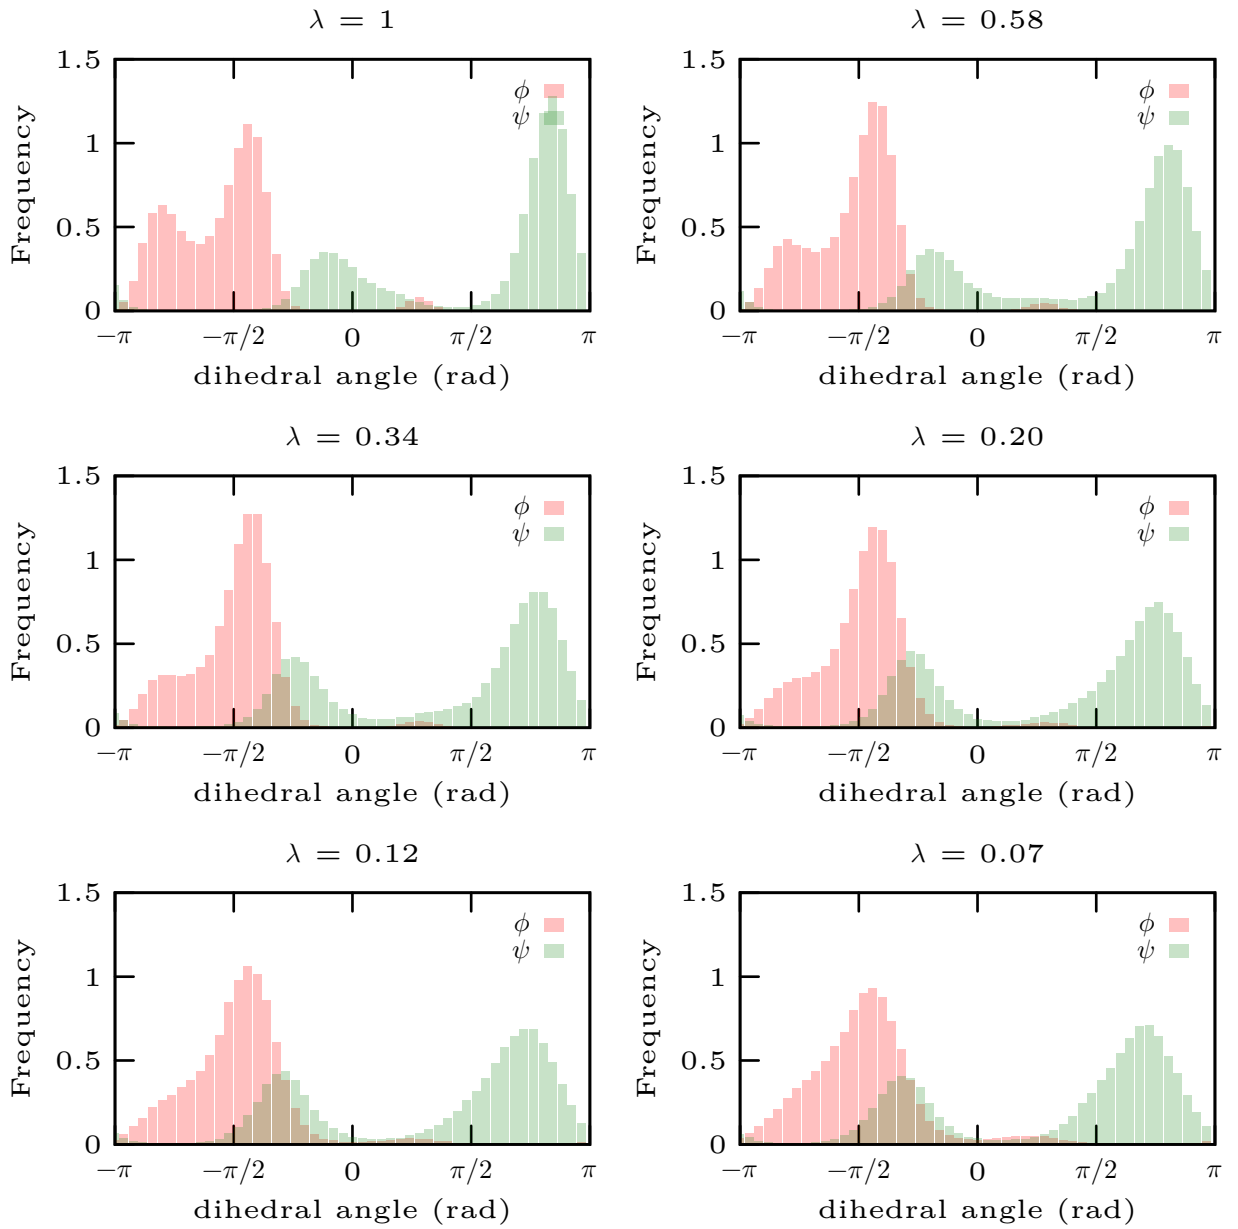 λ = 1
1.5
1
0.5
0
Frequency
ϕ
ψ
−π
−π/2
0
π/2
π
dihedral angle (rad)
λ = 0.58
1.5
1
0.5
0
Frequency
ϕ
ψ
−π
−π/2
0
π/2
π
dihedral angle (rad)
λ = 0.34
1.5
1
0.5
0
Frequency
ϕ
ψ
−π
−π/2
0
π/2
π
dihedral angle (rad)
λ = 0.20
1.5
1
0.5
0
Frequency
ϕ
ψ
−π
−π/2
0
π/2
π
dihedral angle (rad)
λ = 0.12
1.5
1
0.5
0
Frequency
ϕ
ψ
−π
−π/2
0
π/2
π
dihedral angle (rad)
λ = 0.07
1.5
1
0.5
0
Frequency
ϕ
ψ
−π
−π/2
0
π/2
π
dihedral angle (rad)